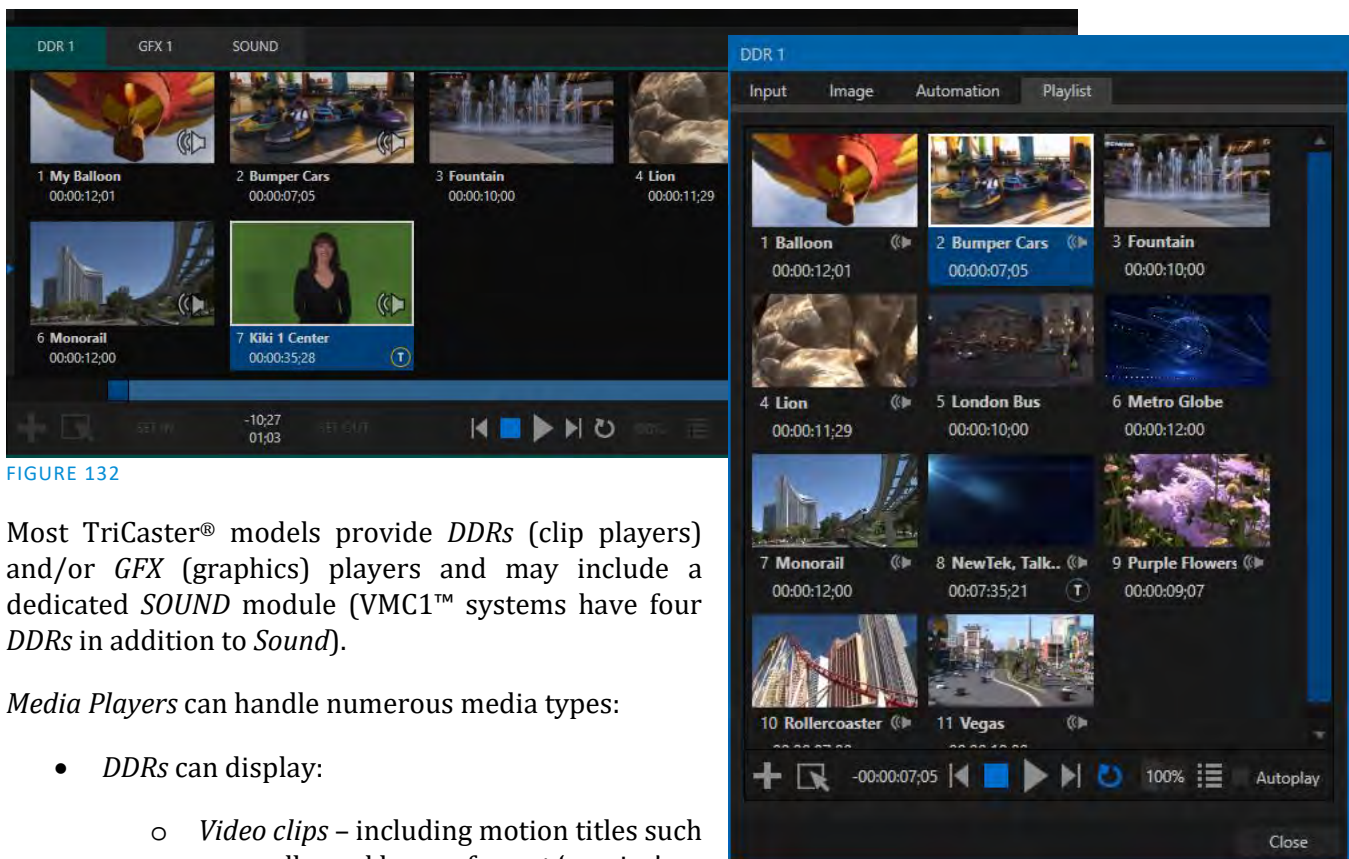 DDR 1 GFX 1 SOUND
1 My Balloon
00:00:12;01
2 Bumper Cars
00:00:07;05
3 Fountain
00:00:10;00
4 Lion
00:00:11;29
6 Monorail
00:00:12;00
7 Kiki 1 Center
00:00:35;28
T
SET IN
-10;27
01;03
SET OUT
FIGURE 132
Most TriCaster® models provide DDRs (clip players)
and/or GFX (graphics) players and may include a
dedicated SOUND module (VMC1™ systems have four
DDRs in addition to Sound).
Media Players can handle numerous media types:
• DDRs can display:
o Video clips – including motion titles such
DDR 1
Input Image Automation Playlist
1 Balloon
00:00:12;01
2 Bumper Cars
00:00:07;05
3 Fountain
00:00:10;00
4 Lion
00:00:11;29
5 London Bus
00:00:10;00
6 Metro Globe
00:00:12:00
7 Monorail
00:00:12;00
8 NewTek, Talk..
00:07:35;21
T
9 Purple Flowers
00:00:09;07
10 Rollercoaster
11 Vegas
-00:00:07;05 100% Autoplay
Close